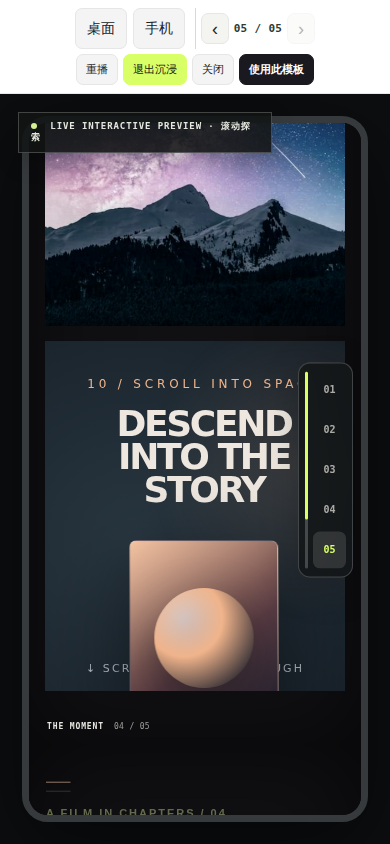 桌面 手机 ‹ 05 / 05 ›
重播 退出沉浸 关闭 使用此模板
LIVE INTERACTIVE PREVIEW · 滚动探
索
10 / SCROLL INTO SPA
DESCEND
INTO THE
STORY
01
02
03
04
05
↓ SCR UGH
THE MOMENT 04 / 05
A FILM IN CHAPTERS / 04